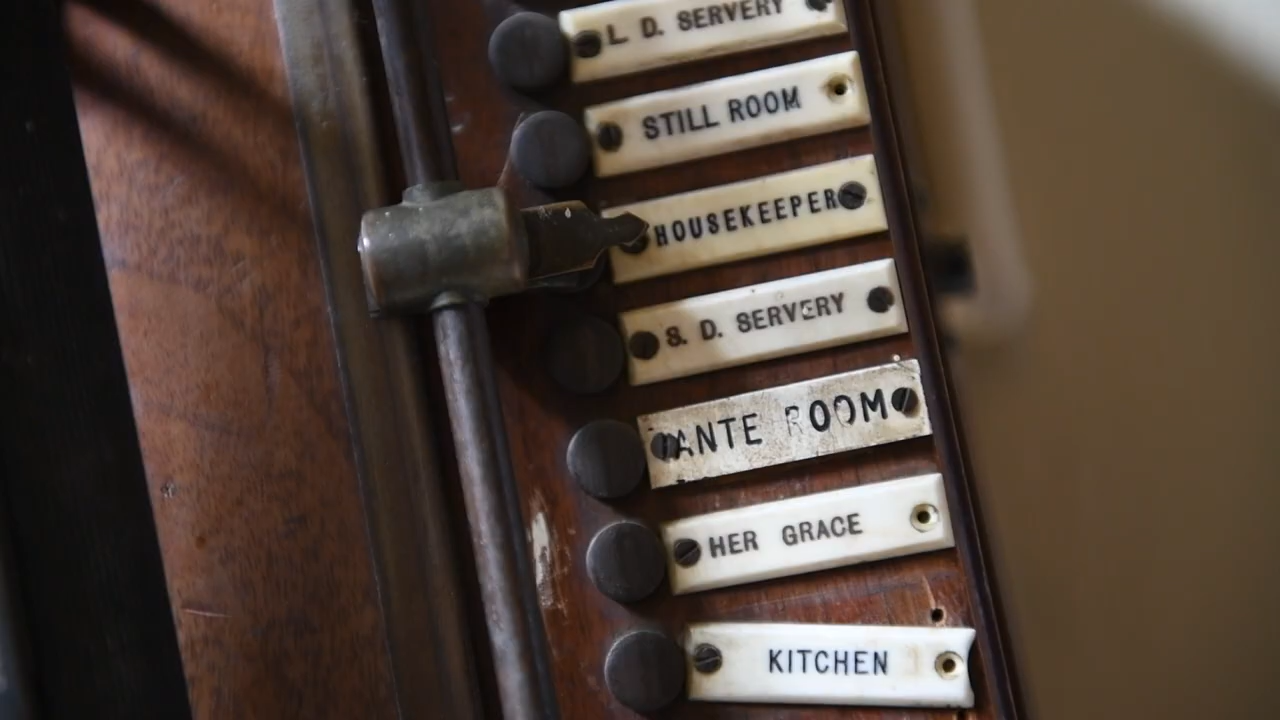 L. D. SERVERY
STILL ROOM
HOUSEKEEPER
S. D. SERVERY
ANTE ROOM
HER GRACE
KITCHEN